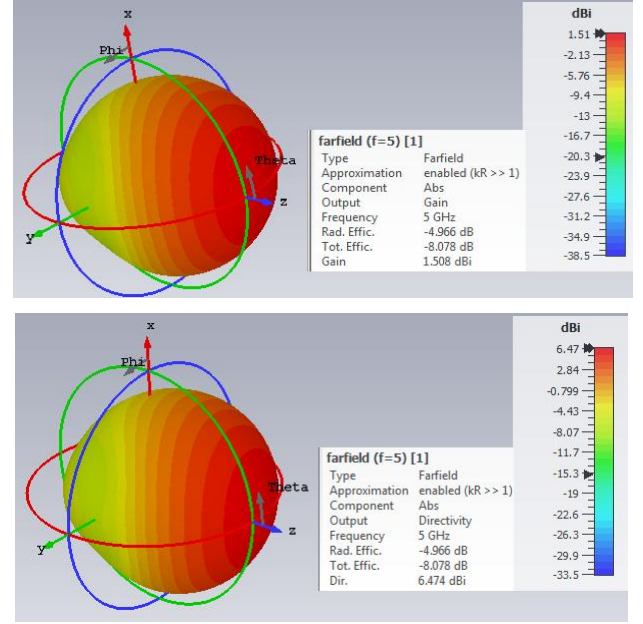 x
Phi
Theta
z
y
farfield (f=5) [1]
Type Farfield
Approximation enabled (kR >> 1)
Component Abs
Output Gain
Frequency 5 GHz
Rad. Effic. -4.966 dB
Tot. Effic. -8.078 dB
Gain 1.508 dBi
dBi
1.51
-2.13
-5.76
-9.4
-13
-16.7
-20.3
-23.9
-27.6
-31.2
-34.9
-38.5
x
Phi
Theta
z
y
farfield (f=5) [1]
Type Farfield
Approximation enabled (kR >> 1)
Component Abs
Output Directivity
Frequency 5 GHz
Rad. Effic. -4.966 dB
Tot. Effic. -8.078 dB
Dir. 6.474 dBi
dBi
6.47
2.84
-0.799
-4.43
-8.07
-11.7
-15.3
-19
-22.6
-26.3
-29.9
-33.5